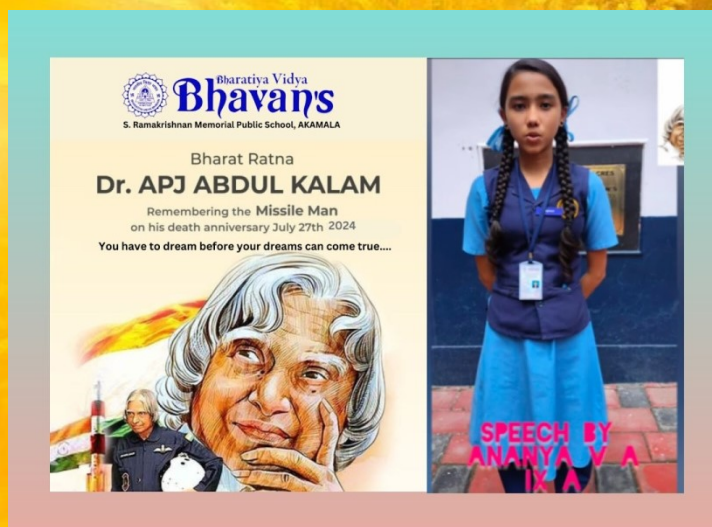 Bharatiya Vidya
Bhavan's
S. Ramakrishnan Memorial Public School, AKAMALA
Bharat Ratna
Dr. APJ ABDUL KALAM
Remembering the Missile Man
on his death anniversary July 27th 2024
You have to dream before your dreams can come true....
SPEECH BY
ANANYA V A
IX A